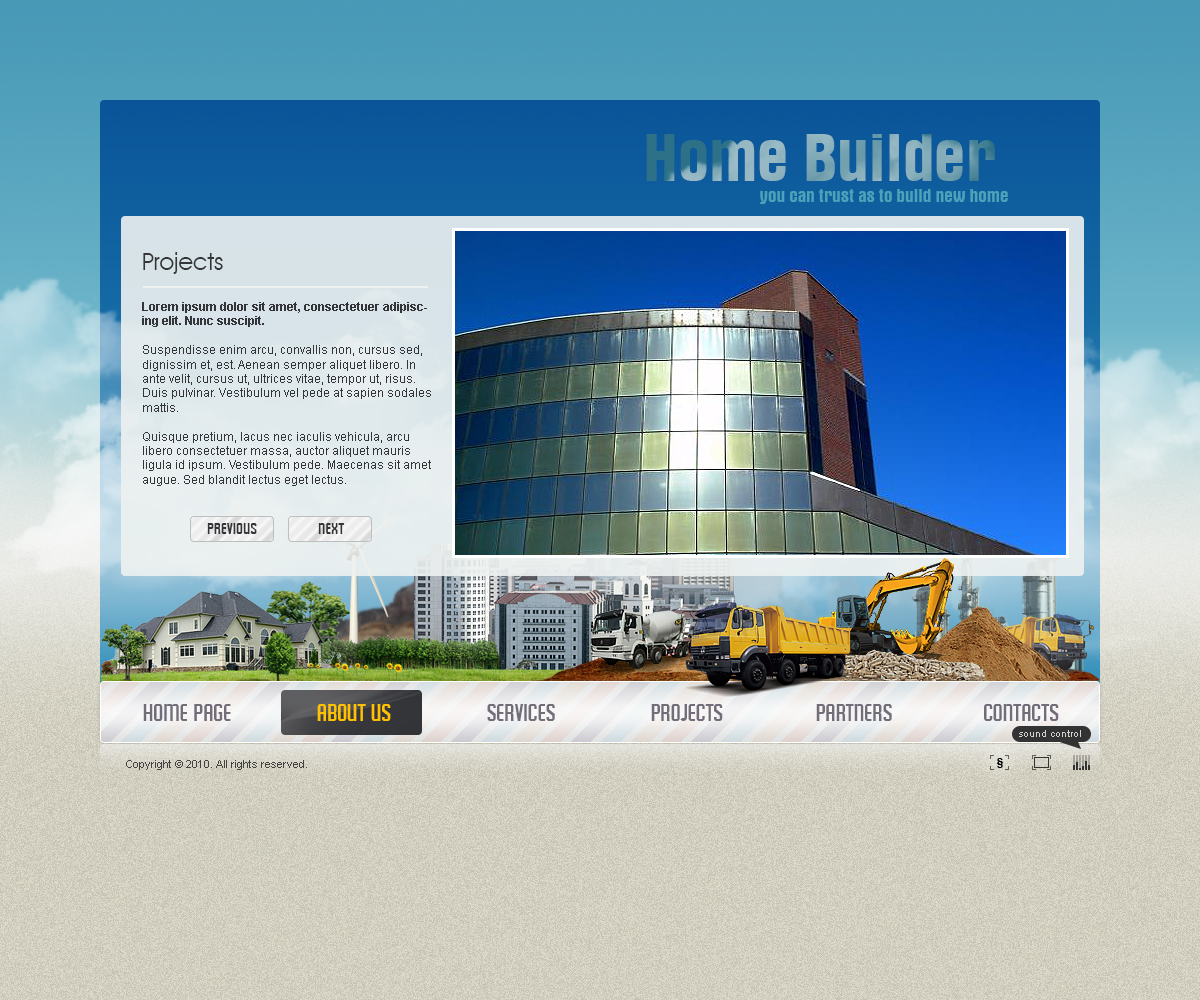 Home Builder
you can trust as to bulid new home
Projects
Lorem ipsum dolor sit amet, consectetuer adipisc-
ing elit. Nunc suscipit.
Suspendisse enim arcu, convallis non, cursus sed,
dignissim et, est. Aenean semper aliquet libero. In
ante velit, cursus ut, ultrices vitae, tempor ut, risus.
Duis pulvinar. Vestibulum vel pede at sapien sodales
mattis.
Quisque pretium, lacus nec iaculis vehicula, arcu
libero consectetuer massa, auctor aliquet mauris
ligula id ipsum. Vestibulum pede. Maecenas sit amet
augue. Sed blandit lectus eget lectus.
PREVIOUS NEXT
HOME PAGE ABOUT US SERVICES PROJECTS PARTNERS CONTACTS
sound control
Copyright © 2010. All rights reserved.
§